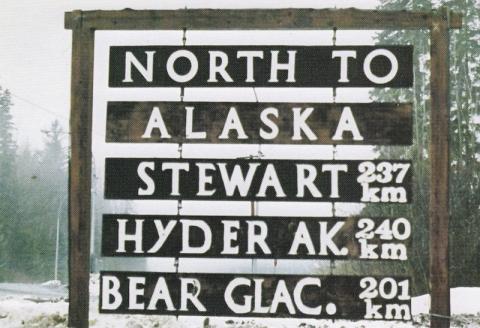 NORTH TO
ALASKA
STEWART 237 km
HYDER AK. 240 km
BEAR GLAC. 201 km